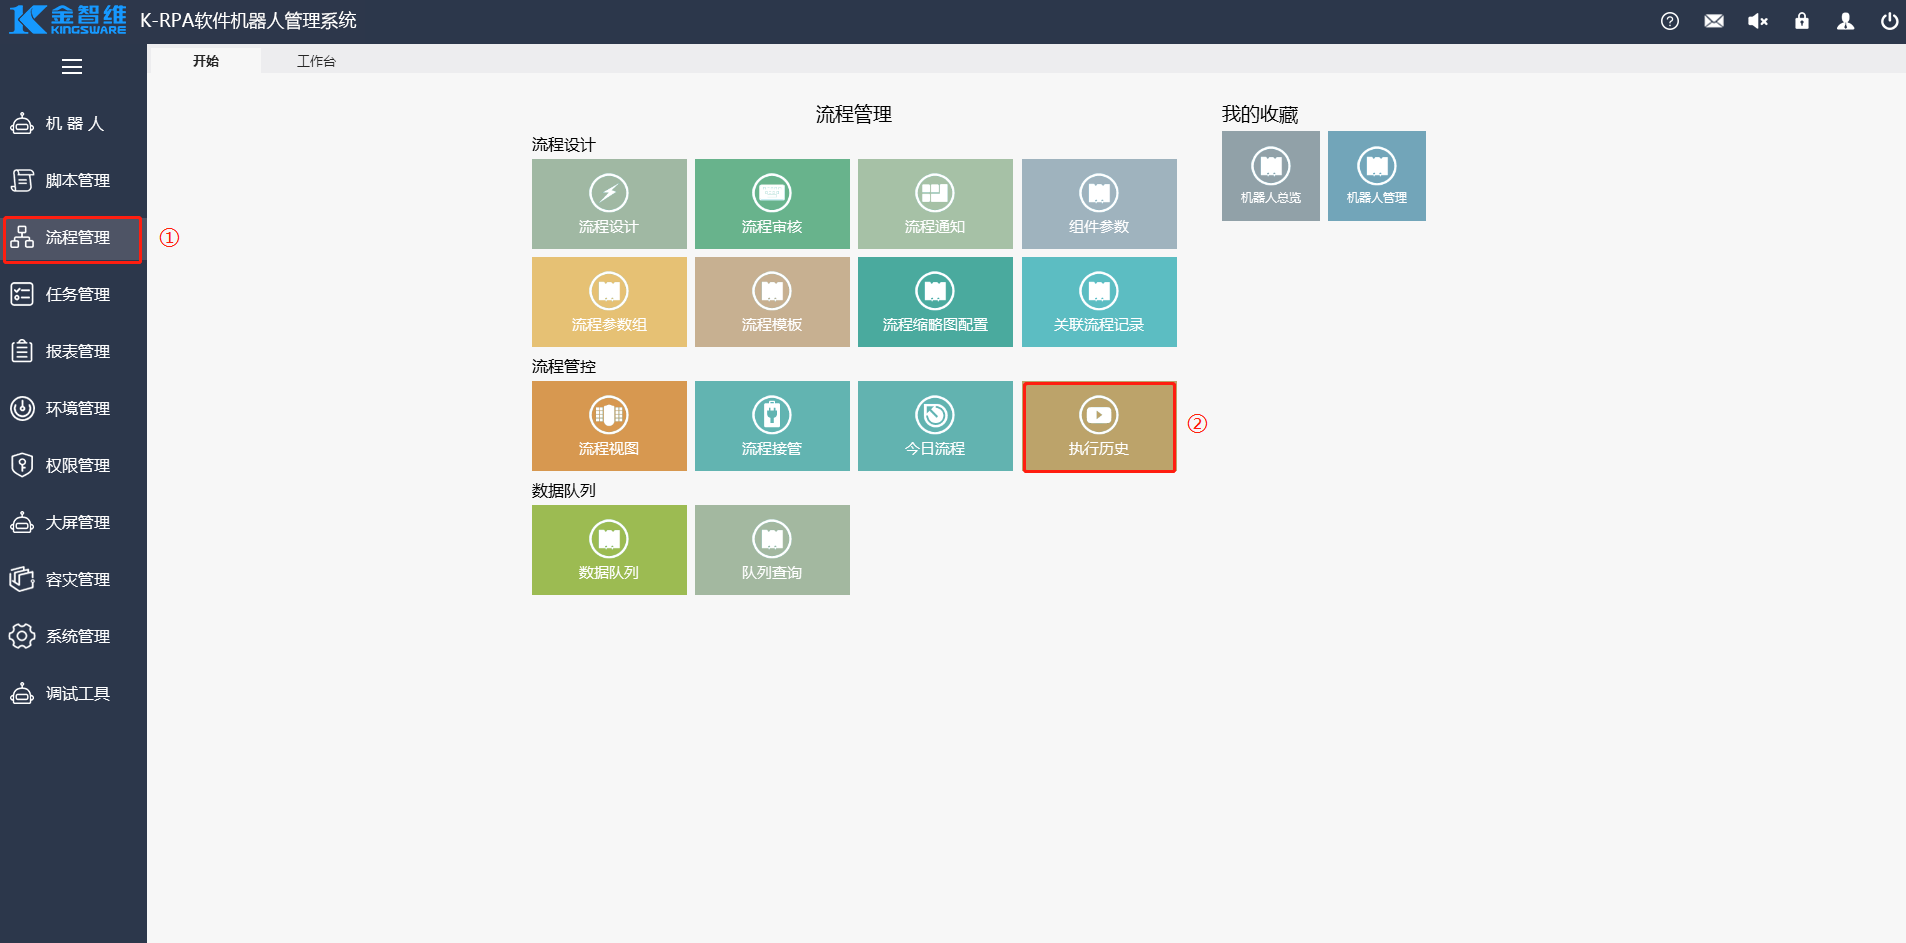 金智维
KINGSWARE
K-RPA软件机器人管理系统
开始
工作台
机 器 人
脚本管理
流程管理
①
任务管理
报表管理
环境管理
权限管理
大屏管理
容灾管理
系统管理
调试工具
流程管理
流程设计
流程设计
流程审核
流程通知
组件参数
流程参数组
流程模板
流程缩略图配置
关联流程记录
流程管控
流程视图
流程接管
今日流程
执行历史
②
数据队列
数据队列
队列查询
我的收藏
机器人总览
机器人管理